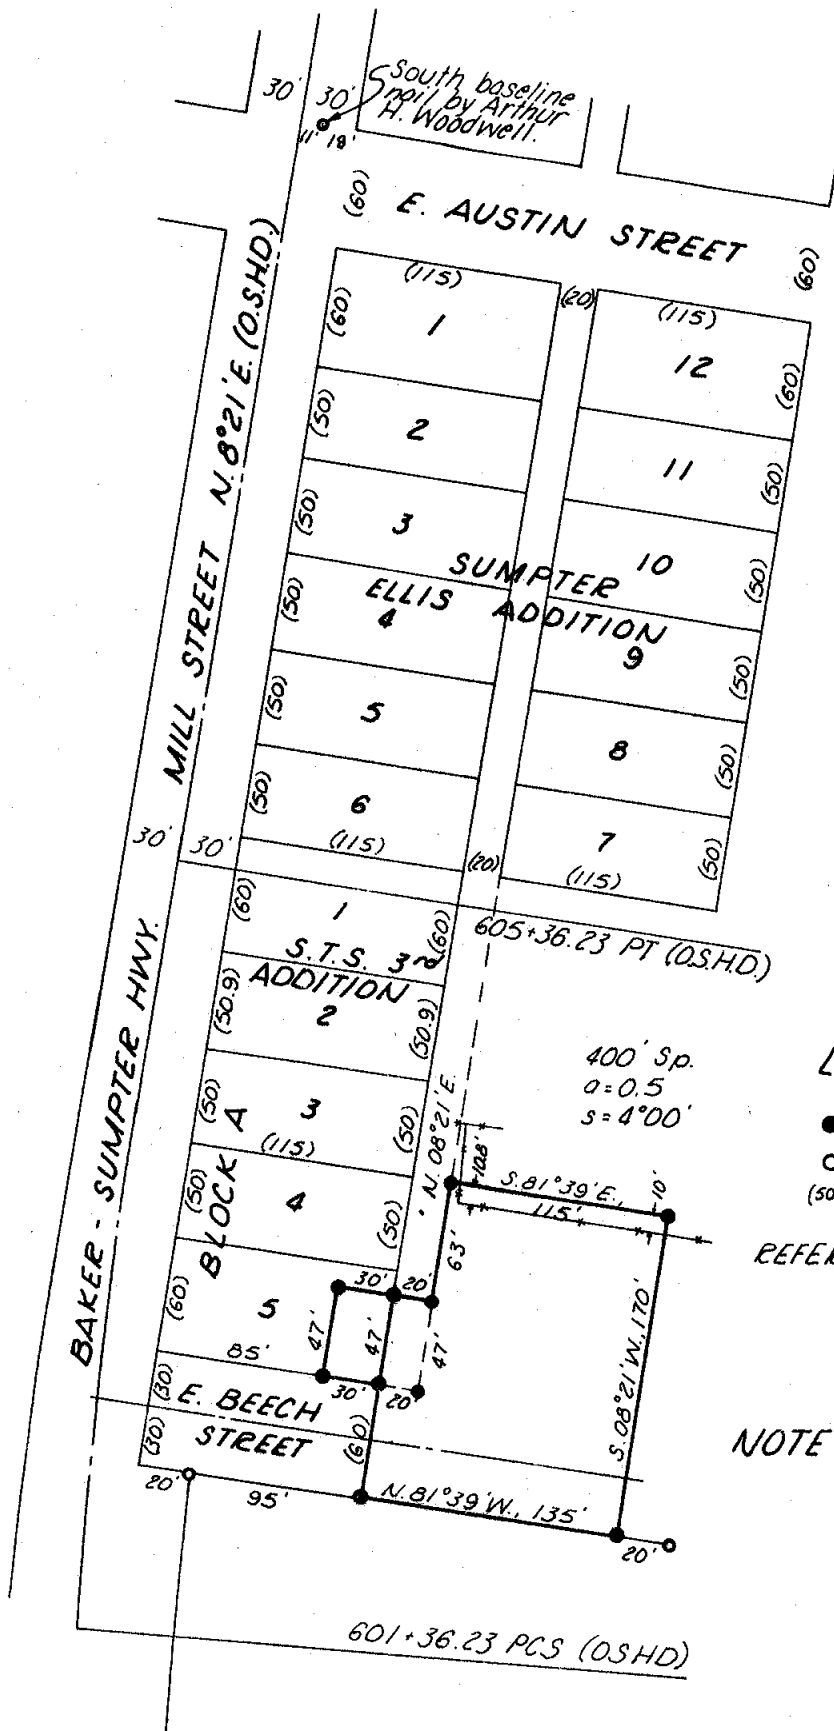 South baseline
nail by Arthur
H. Woodwell.
30' 30'
11' 18'
(60)
E. AUSTIN STREET
(60)
(115)
(20)
(115)
(60)
1
12
(60)
(50)
2
11
(50)
(50)
3
10
(50)
SUMPTER
ELLIS ADDITION
(50)
4
9
(50)
(50)
5
8
(50)
(50)
6
7
(50)
(115)
(20)
(115)
MILL STREET N.8°21'E. (O.S.H.D.)
30' 30'
605+36.23 PT (O.S.H.D.)
(60)
1
(60)
S.T.S. 3rd
ADDITION
(50.9)
2
(50.9)
BAKER - SUMPTER HWY.
400' Sp.
a=0.5
s=4°00'
(50)
3
(50)
(115)
BLOCK A
N. 08°21'E.
10.8'
S.81°39'E.,
115'
10'
(50)
4
(50)
63'
(50
REFER
(60)
5
30' 20'
47' 47' 47'
85'
30' 20'
S. 08°21'W., 170'
(30)
E. BEECH
STREET
(30)
(60)
NOTE
20'
95'
N.81°39'W., 135'
20'
601+36.23 PCS (OSHD)